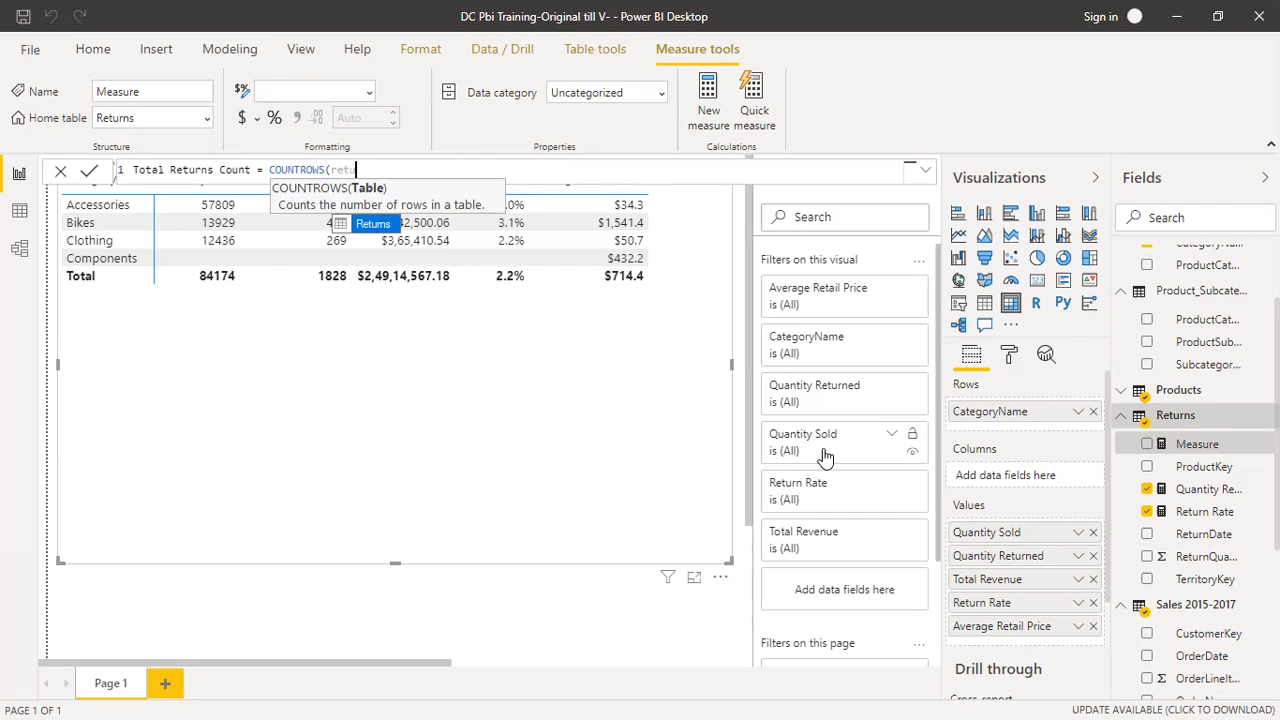 DC Pbi Training-Original till V- - Power BI Desktop
Sign in
File
Home
Insert
Modeling
View
Help
Format
Data / Drill
Table tools
Measure tools
Name
Measure
Home table
Returns
$%
$ % 9 .00
Auto
Data category
Uncategorized
New
measure
Quick
measure
Structure
Formatting
Properties
Calculations
1 Total Returns Count = COUNTROWS(retu
COUNTROWS(Table)
Counts the number of rows in a table.
Returns
Accessories 57809 $34.3
Bikes 13929 42,500.06 3.1% $1,541.4
Clothing 12436 269 $3,65,410.54 2.2% $50.7
Components $432.2
Total 84174 1828 $2,49,14,567.18 2.2% $714.4
Search
Filters on this visual
Average Retail Price
is (All)
CategoryName
is (All)
Quantity Returned
is (All)
Quantity Sold
is (All)
Return Rate
is (All)
Total Revenue
is (All)
Add data fields here
Filters on this page
Visualizations
R
Py
Rows
CategoryName
Columns
Add data fields here
Values
Quantity Sold
Quantity Returned
Total Revenue
Return Rate
Average Retail Price
Drill through
Fields
Search
ProductCat...
Product_Subcate...
ProductCat...
ProductSub...
Subcategor...
Products
Returns
Measure
ProductKey
Quantity Re...
Return Rate
ReturnDate
ReturnQua...
TerritoryKey
Sales 2015-2017
CustomerKey
OrderDate
OrderLineIt...
Page 1
PAGE 1 OF 1
UPDATE AVAILABLE (CLICK TO DOWNLOAD)